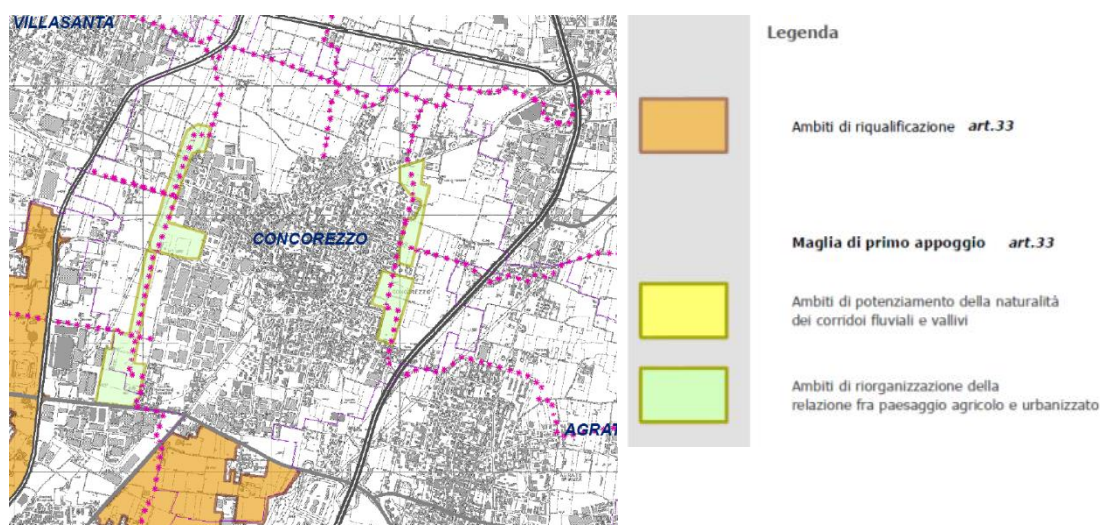 VILLASANTA
CONCOREZZO
AGRAT
Legenda
Ambiti di riqualificazione art.33
Maglia di primo appoggio art.33
Ambiti di potenziamento della naturalità
dei corridoi fluviali e vallivi
Ambiti di riorganizzazione della
relazione fra paesaggio agricolo e urbanizzato